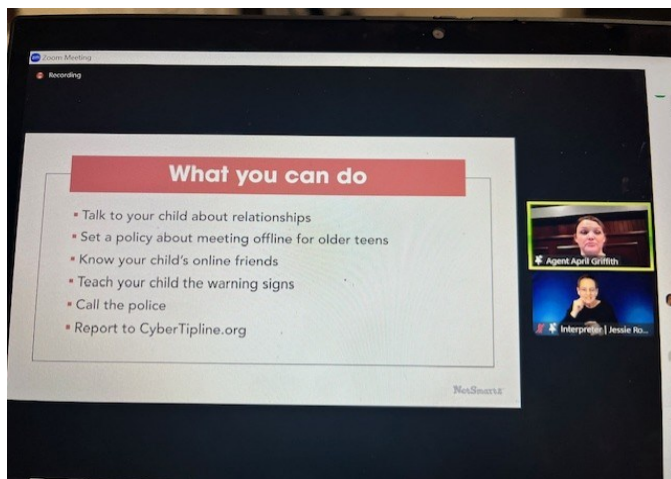 Zoom Meeting
Recording
What you can do
▪ Talk to your child about relationships
▪ Set a policy about meeting offline for older teens
▪ Know your child's online friends
▪ Teach your child the warning signs
▪ Call the police
▪ Report to CyberTipline.org
Agent April Griffith
Interpreter | Jessie Ro...
NetSmartz